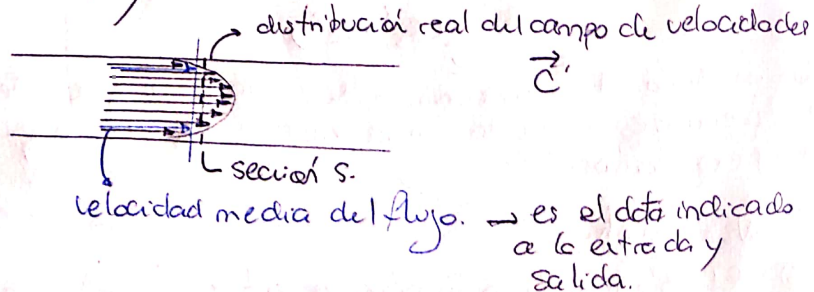 distribución real del campo de velocidades
C'
sección s.
velocidad media del flujo. → es el dato indicado
a la entrada y
salida.